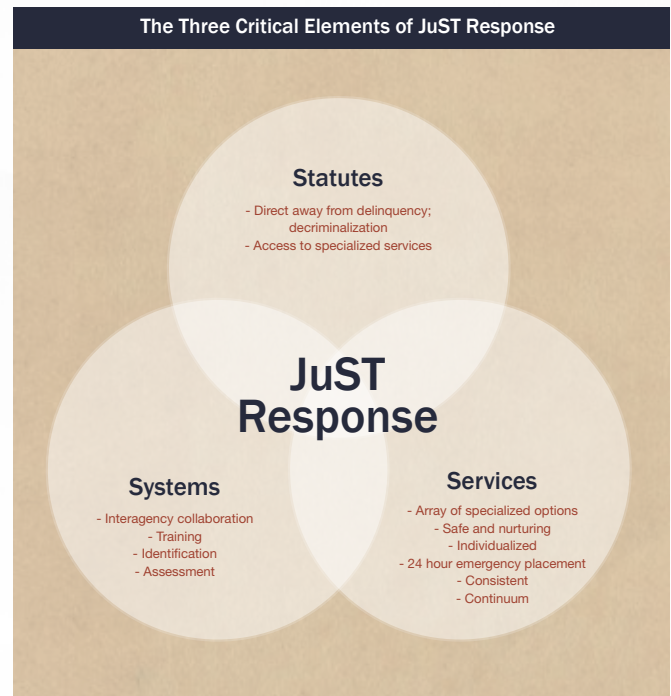 The Three Critical Elements of JuST Response
Statutes
- Direct away from delinquency;
decriminalization
- Access to specialized services
JuST
Response
Systems
- Interagency collaboration
- Training
- Identification
- Assessment
Services
- Array of specialized options
- Safe and nurturing
- Individualized
- 24 hour emergency placement
- Consistent
- Continuum